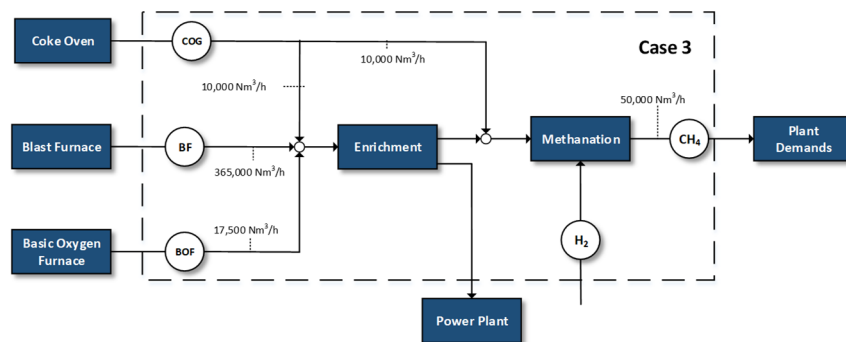 Coke Oven
COG
10,000 Nm³/h
10,000 Nm³/h
Case 3
50,000 Nm³/h
Blast Furnace
BF
365,000 Nm³/h
Enrichment
Methanation
CH₄
Plant
Demands
Basic Oxygen
Furnace
BOF
17,500 Nm³/h
H₂
Power Plant